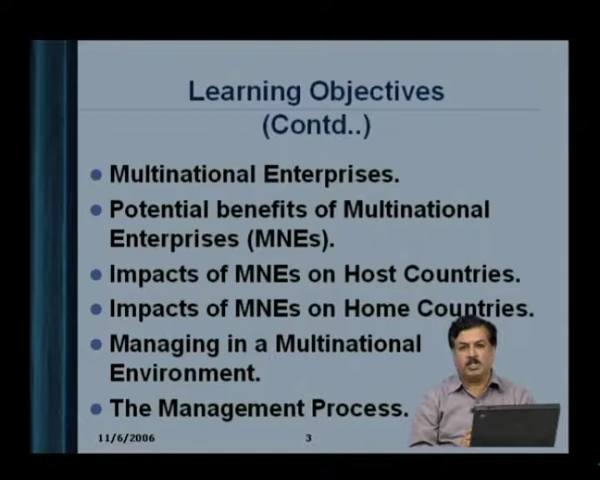 Learning Objectives
(Contd..)
Multinational Enterprises.
Potential benefits of Multinational
Enterprises (MNEs).
Impacts of MNEs on Host Countries.
Impacts of MNEs on Home Countries.
Managing in a Multinational
Environment.
The Management Process.
11/6/2006 3